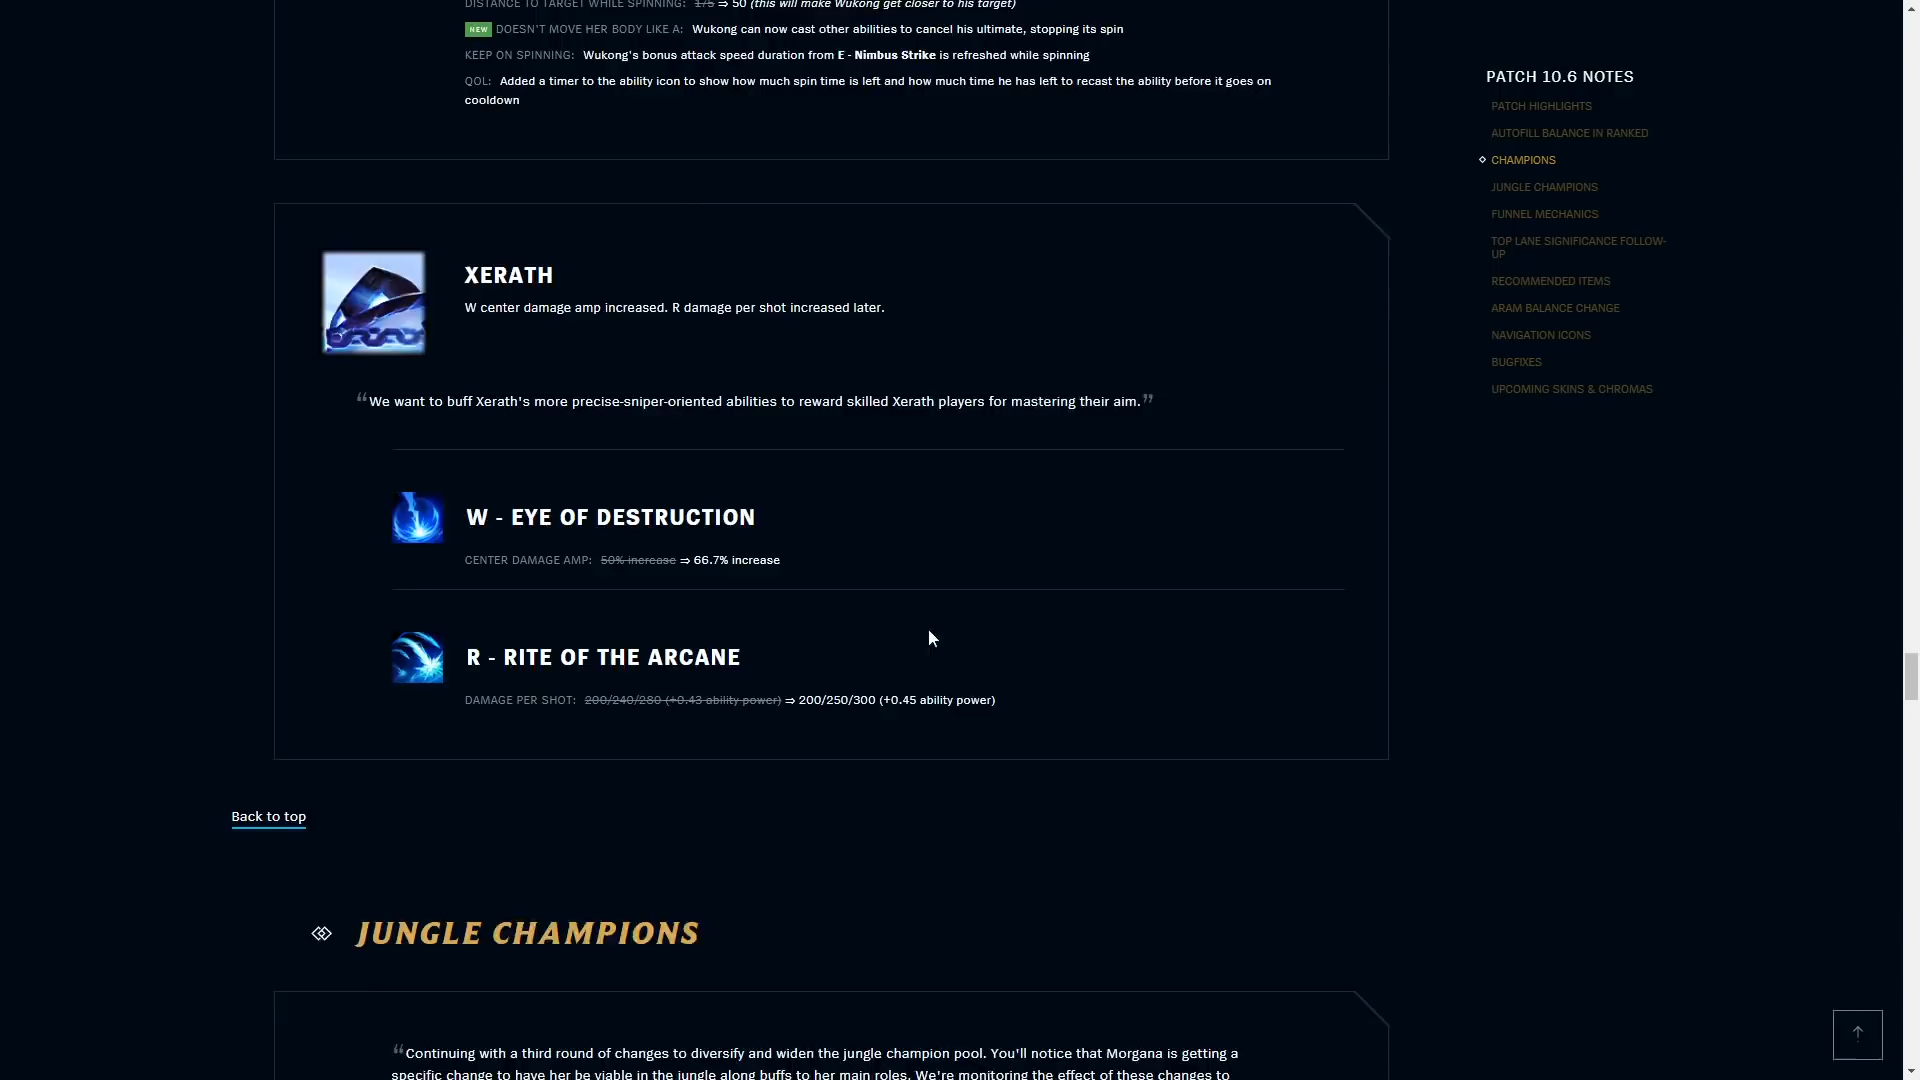 DISTANCE TO TARGET WHILE SPINNING: 175 ⇒ 50 (this will make Wukong get closer to his target)
NEW DOESN'T MOVE HER BODY LIKE A: Wukong can now cast other abilities to cancel his ultimate, stopping its spin
KEEP ON SPINNING: Wukong's bonus attack speed duration from E - Nimbus Strike is refreshed while spinning
QOL: Added a timer to the ability icon to show how much spin time is left and how much time he has left to recast the ability before it goes on
cooldown
XERATH
W center damage amp increased. R damage per shot increased later.
“We want to buff Xerath's more precise-sniper-oriented abilities to reward skilled Xerath players for mastering their aim.”
W - EYE OF DESTRUCTION
CENTER DAMAGE AMP: 50% increase ⇒ 66.7% increase
R - RITE OF THE ARCANE
DAMAGE PER SHOT: 200/240/280 (+0.43 ability power) ⇒ 200/250/300 (+0.45 ability power)
Back to top
JUNGLE CHAMPIONS
“Continuing with a third round of changes to diversify and widen the jungle champion pool. You'll notice that Morgana is getting a
specific change to have her be viable in the jungle along buffs to her main roles. We're monitoring the effect of these changes to
PATCH 10.6 NOTES
PATCH HIGHLIGHTS
AUTOFILL BALANCE IN RANKED
CHAMPIONS
JUNGLE CHAMPIONS
FUNNEL MECHANICS
TOP LANE SIGNIFICANCE FOLLOW-
UP
RECOMMENDED ITEMS
ARAM BALANCE CHANGE
NAVIGATION ICONS
BUGFIXES
UPCOMING SKINS & CHROMAS